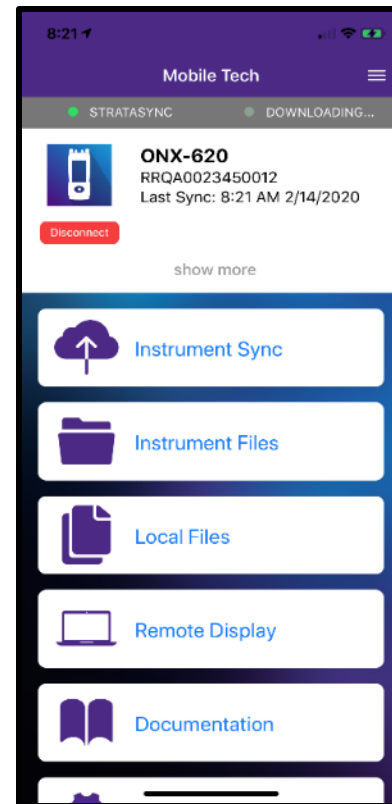 8:21
Mobile Tech
STRATASYNC
DOWNLOADING...
ONX-620
RRQA0023450012
Last Sync: 8:21 AM 2/14/2020
Disconnect
show more
Instrument Sync
Instrument Files
Local Files
Remote Display
Documentation